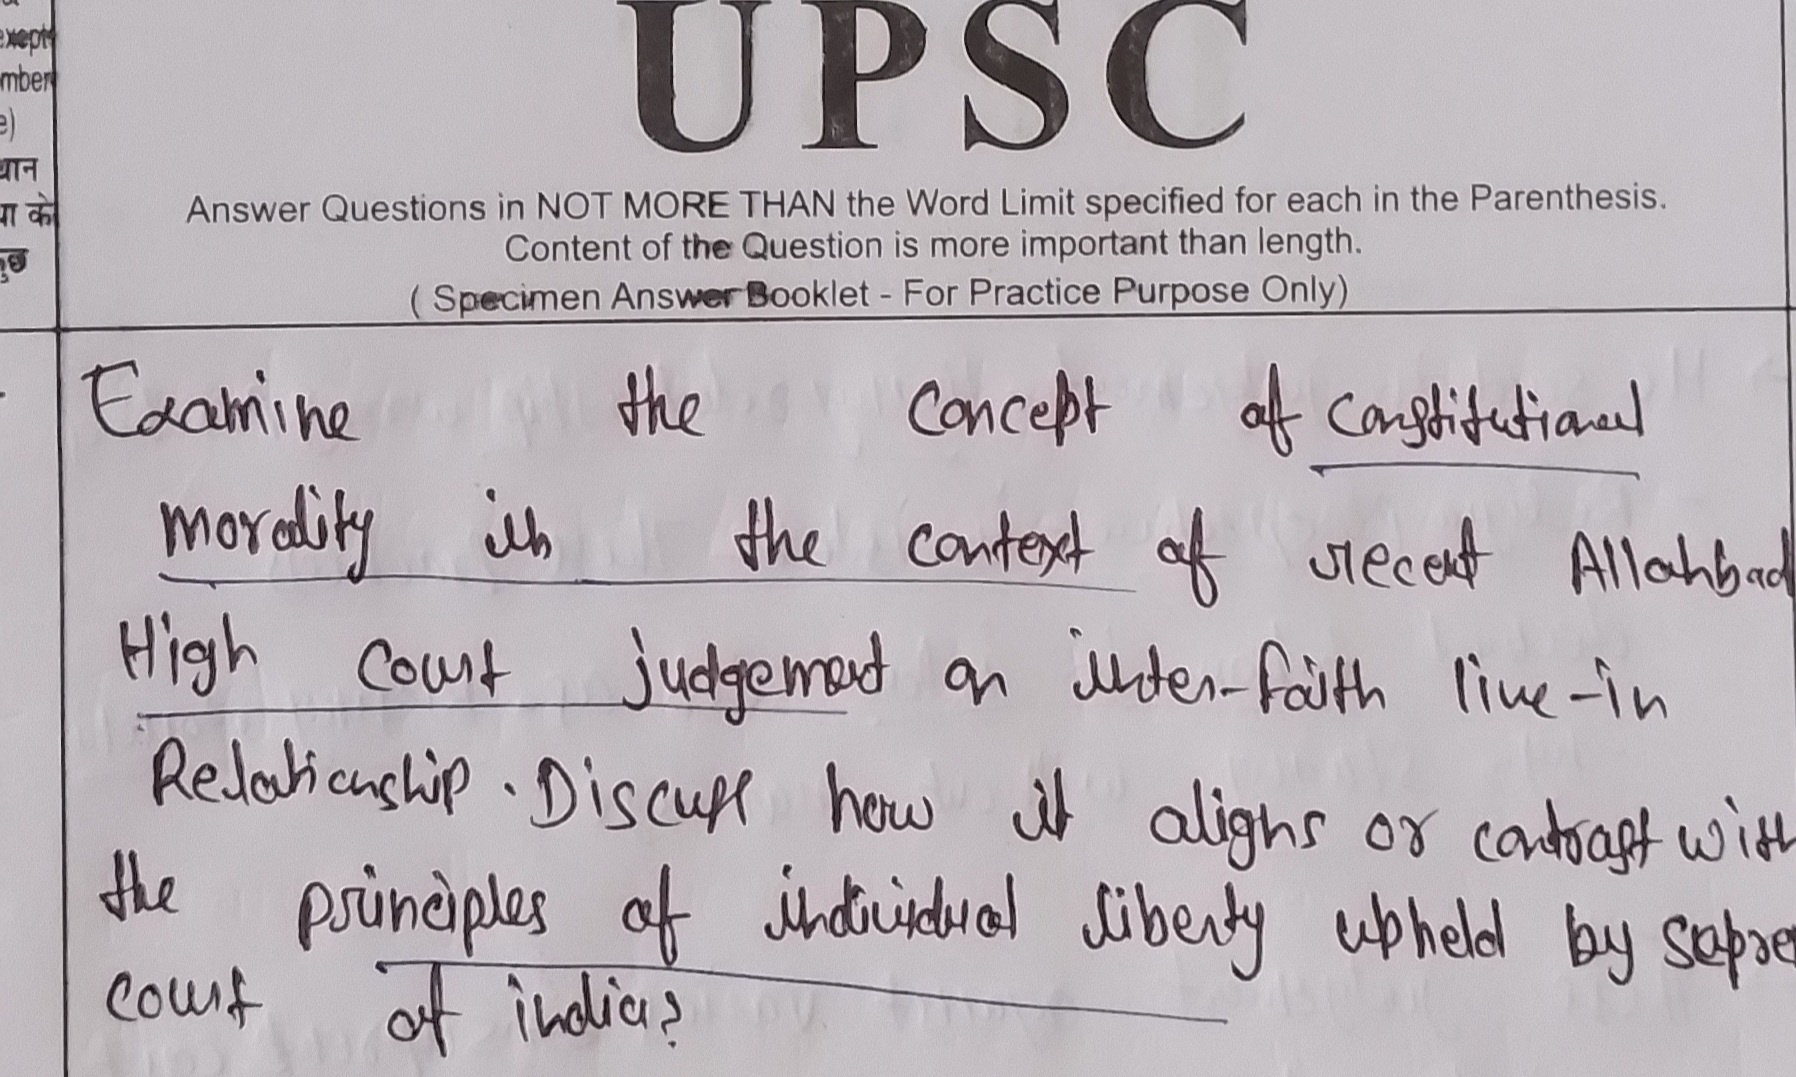 exept
mber
e)
UPSC
Answer Questions in NOT MORE THAN the Word Limit specified for each in the Parenthesis.
Content of the Question is more important than length.
( Specimen Answer Booklet - For Practice Purpose Only)
Examine the concept of constitutional
morality in the context of recent Allahbad
High Court judgement on inter-faith live-in
Relationship. Discuss how it aligns or contrast with
the principles of individual liberty upheld by supre
court of india?